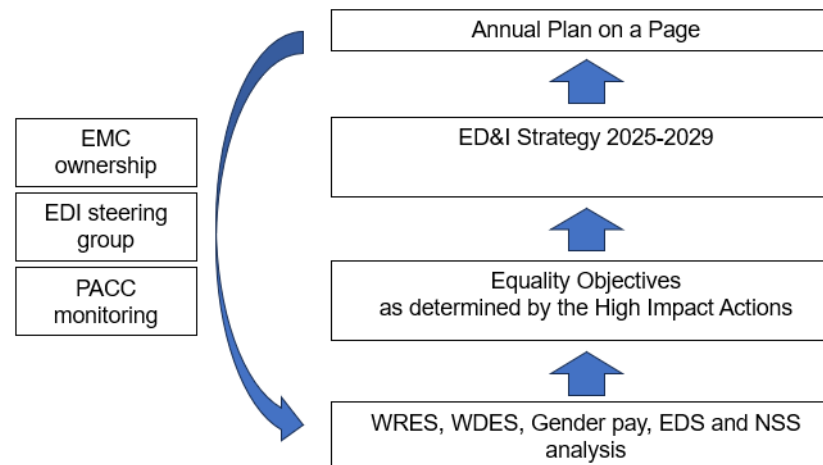 Annual Plan on a Page
EMC
ownership
EDI steering
group
PACC
monitoring
ED&I Strategy 2025-2029
Equality Objectives
as determined by the High Impact Actions
WRES, WDES, Gender pay, EDS and NSS
analysis